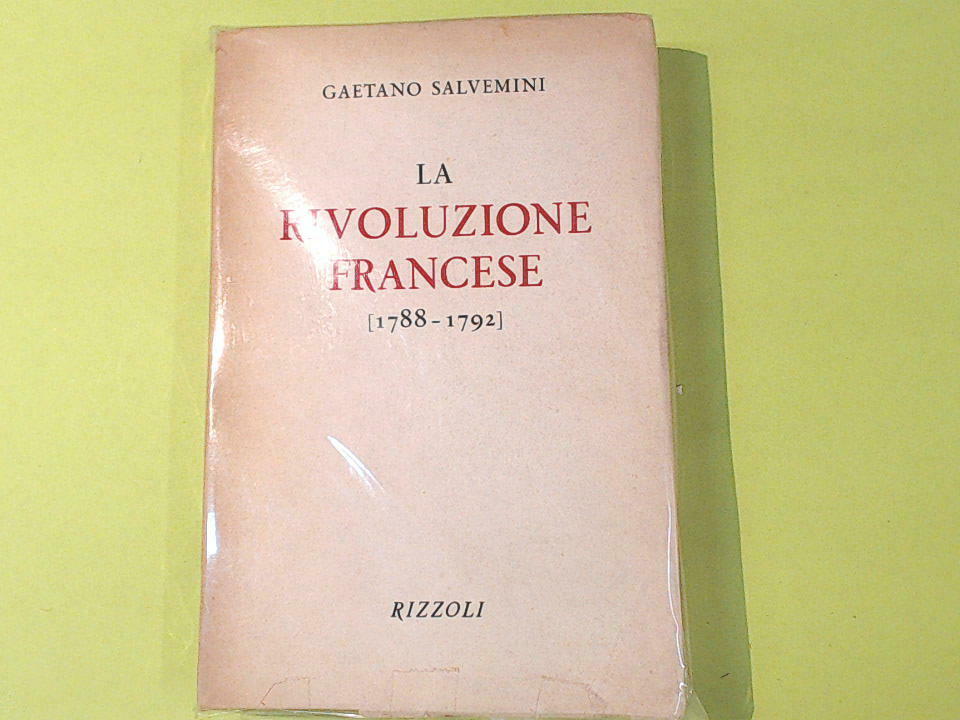 GAETANO SALVEMINI
LA
RIVOLUZIONE
FRANCESE
[1788-1792]
RIZZOLI